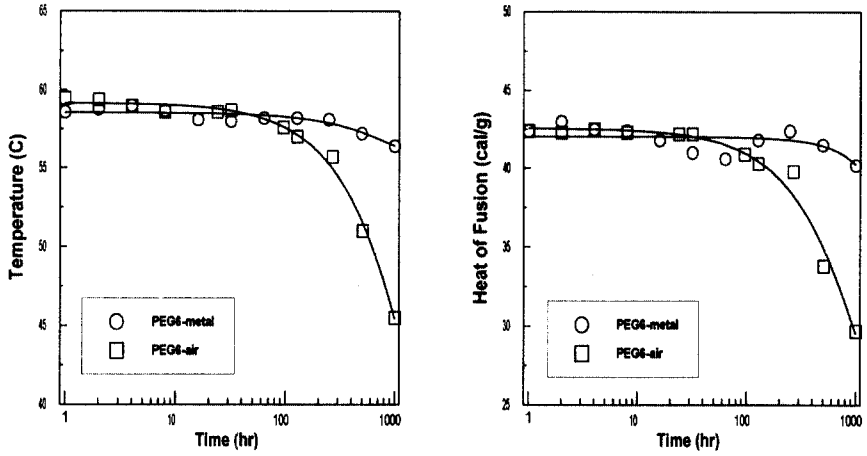 65
60
55
50
45
40
Temperature (C)
PEG6-metal
PEG6-air
1
10
100
1000
Time (hr)
50
45
40
35
30
25
Heat of Fusion (cal/g)
PEG6-metal
PEG6-air
1
10
100
1000
Time (hr)